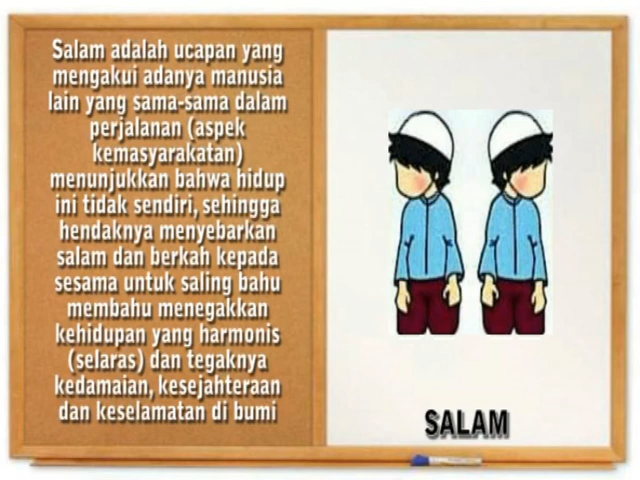 Salam adalah ucapan yang
mengakui adanya manusia
lain yang sama-sama dalam
perjalanan (aspek
kemasyarakatan)
menunjukkan bahwa hidup
ini tidak sendiri, sehingga
hendaknya menyebarkan
salam dan berkah kepada
sesama untuk saling bahu
membahu menegakkan
kehidupan yang harmonis
(selaras) dan tegaknya
kedamaian, kesejahteraan
dan keselamatan di bumi
SALAM